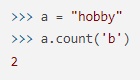 >>> a = "hobby"
>>> a.count('b')
2